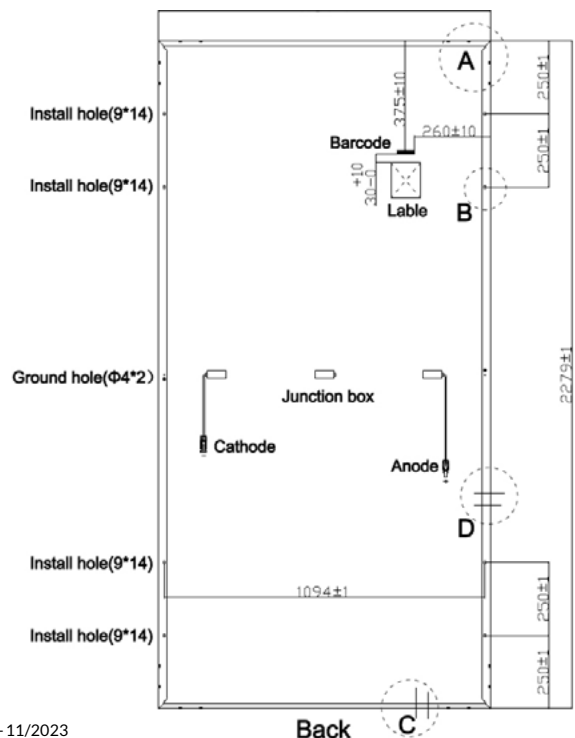 A
250±1
375±10
Install hole(9*14)
260±10
Barcode
250±1
+10
30-0
Install hole(9*14)
B
Lable
Ground hole(Φ4*2)
2279±1
Junction box
Cathode
-
Anode
+
D
Install hole(9*14)
1094±1
250±1
Install hole(9*14)
250±1
C
Back
- 11/2023